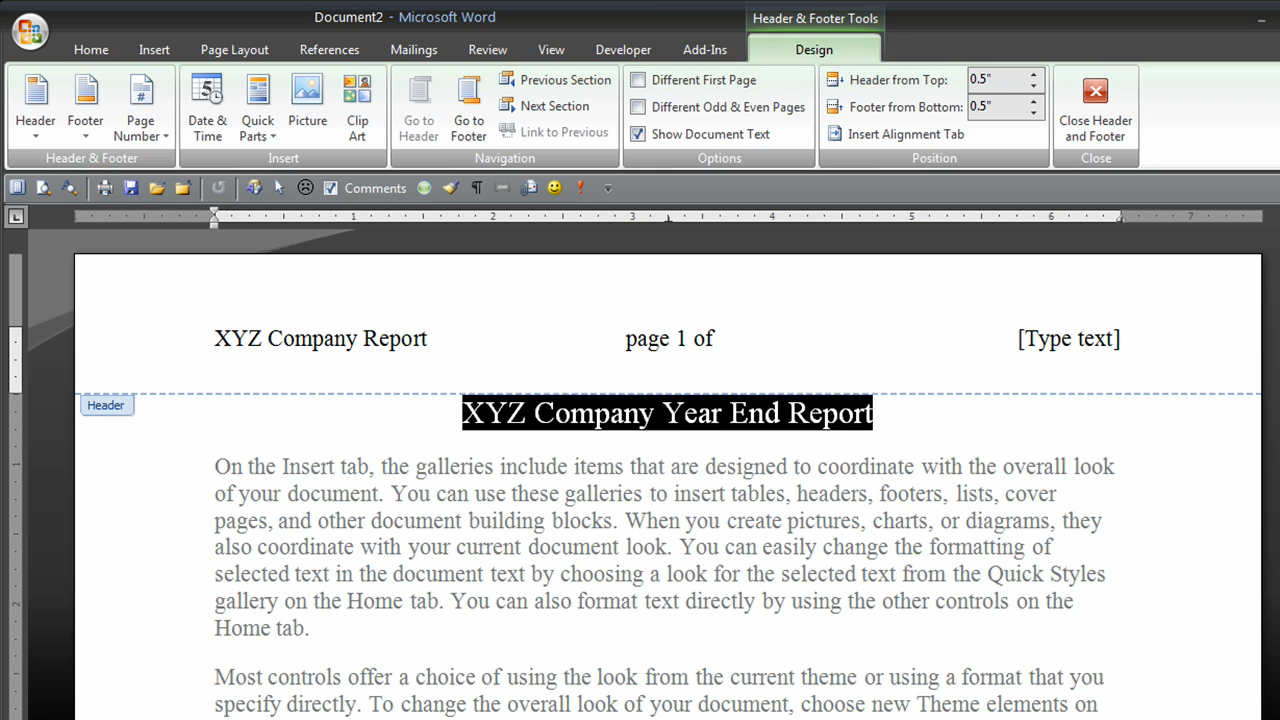 Document2 - Microsoft Word
Header & Footer Tools
Home Insert Page Layout References Mailings Review View Developer Add-Ins Design
Header
Footer
Page
Number
Header & Footer
Date &
Time
Quick
Parts
Picture
Clip
Art
Insert
Go to
Header
Go to
Footer
Previous Section
Next Section
Link to Previous
Navigation
Different First Page
Different Odd & Even Pages
Show Document Text
Options
Header from Top: 0.5"
Footer from Bottom: 0.5"
Insert Alignment Tab
Position
Close Header
and Footer
Close
Comments
1 2 3 4 5 6 7
XYZ Company Report page 1 of [Type text]
Header
XYZ Company Year End Report
On the Insert tab, the galleries include items that are designed to coordinate with the overall look
of your document. You can use these galleries to insert tables, headers, footers, lists, cover
pages, and other document building blocks. When you create pictures, charts, or diagrams, they
also coordinate with your current document look. You can easily change the formatting of
selected text in the document text by choosing a look for the selected text from the Quick Styles
gallery on the Home tab. You can also format text directly by using the other controls on the
Home tab.
Most controls offer a choice of using the look from the current theme or using a format that you
specify directly. To change the overall look of your document, choose new Theme elements on
1
2